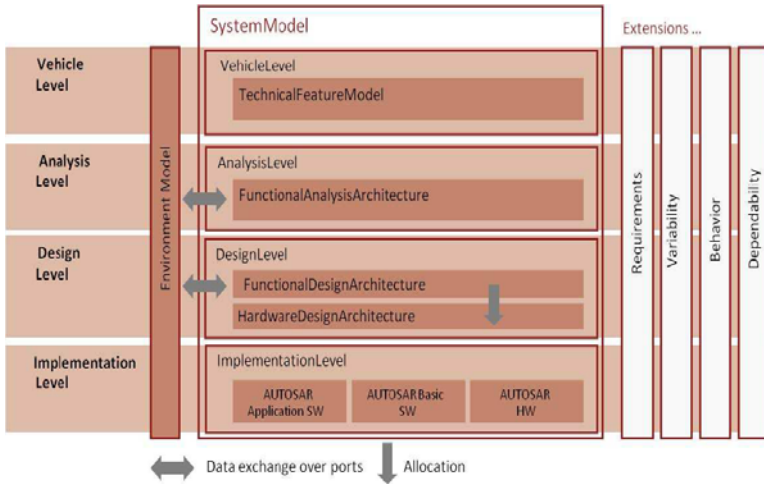 SystemModel
Extensions ...
Vehicle
Level
VehicleLevel
TechnicalFeatureModel
Analysis
Level
AnalysisLevel
FunctionalAnalysisArchitecture
Design
Level
DesignLevel
FunctionalDesignArchitecture
HardwareDesignArchitecture
Implementation
Level
ImplementationLevel
AUTOSAR
Application SW
AUTOSAR Basic
SW
AUTOSAR
HW
Environment Model
Requirements
Variability
Behavior
Dependability
Data exchange over ports
Allocation